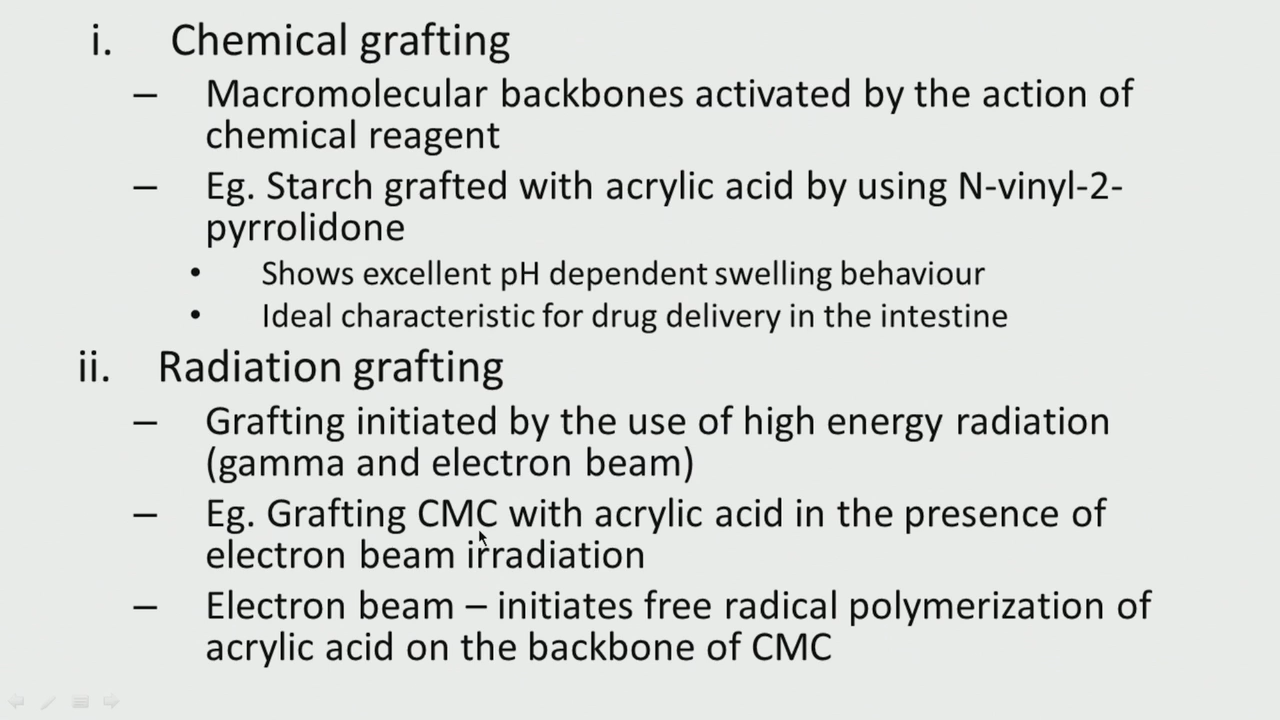 i. Chemical grafting
– Macromolecular backbones activated by the action of
chemical reagent
– Eg. Starch grafted with acrylic acid by using N-vinyl-2-
pyrrolidone
• Shows excellent pH dependent swelling behaviour
• Ideal characteristic for drug delivery in the intestine
ii. Radiation grafting
– Grafting initiated by the use of high energy radiation
(gamma and electron beam)
– Eg. Grafting CMC with acrylic acid in the presence of
electron beam irradiation
– Electron beam – initiates free radical polymerization of
acrylic acid on the backbone of CMC